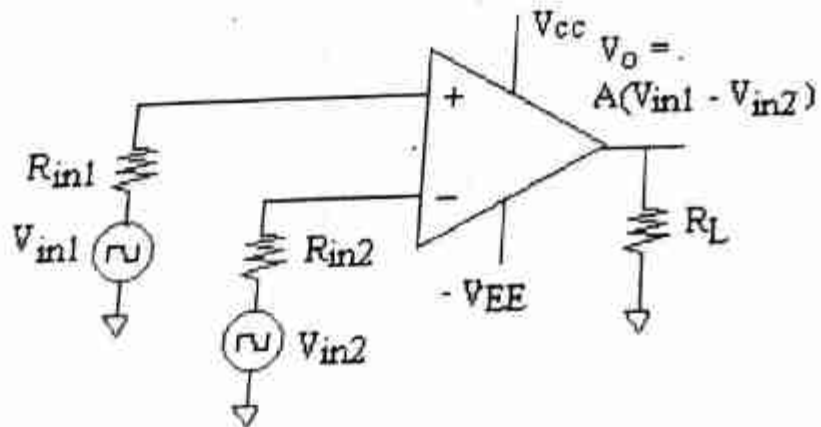 Vcc
Vo =.
A(Vin1 - Vin2)
+
Rin1
-
Vin1
Rin2
RL
- VEE
Vin2